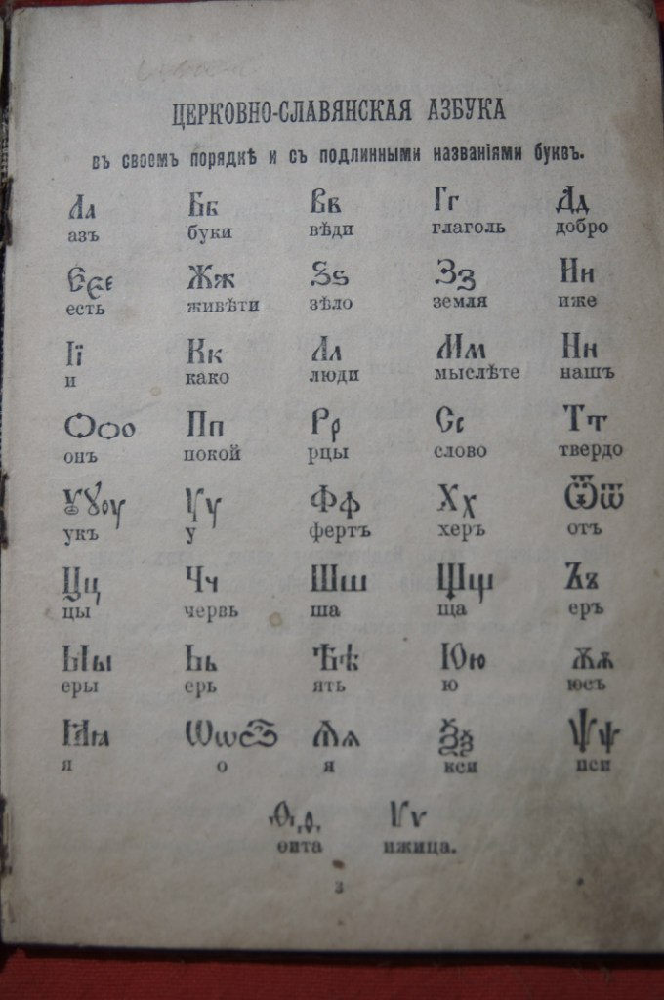 ЦЕРКОВНО-СЛАВЯНСКАЯ АЗБУКА
въ своемъ порядкѣ и съ подлинными названіями буквъ.
Аа Бб Вв Гг Дд
азъ буки вѣди глаголь добро
Єєе Жж Ѕѕ Зз Ии
есть живѣти зѣло земля иже
Її Кк Лл Мм Нн
и како люди мыслѣте нашъ
Ѻѻо Пп Рр Сс Тт
онъ покой рцы слово твердо
Ꙋꙋоу Уу Фф Хх Ѿѿ
укъ у фертъ херъ отъ
Цц Чч Шш Щщ Ъъ
цы червь ша ща еръ
Ыы Ьь Ѣѣ Юю Ѫѫ
еры ерь ять ю юсъ
Ꙗꙗ Ѡѡѽ Ѧѧ Ѯѯ Ѱѱ
я о я кси пси
Ѳѳ Ѵѵ
ѳита ижица.
3